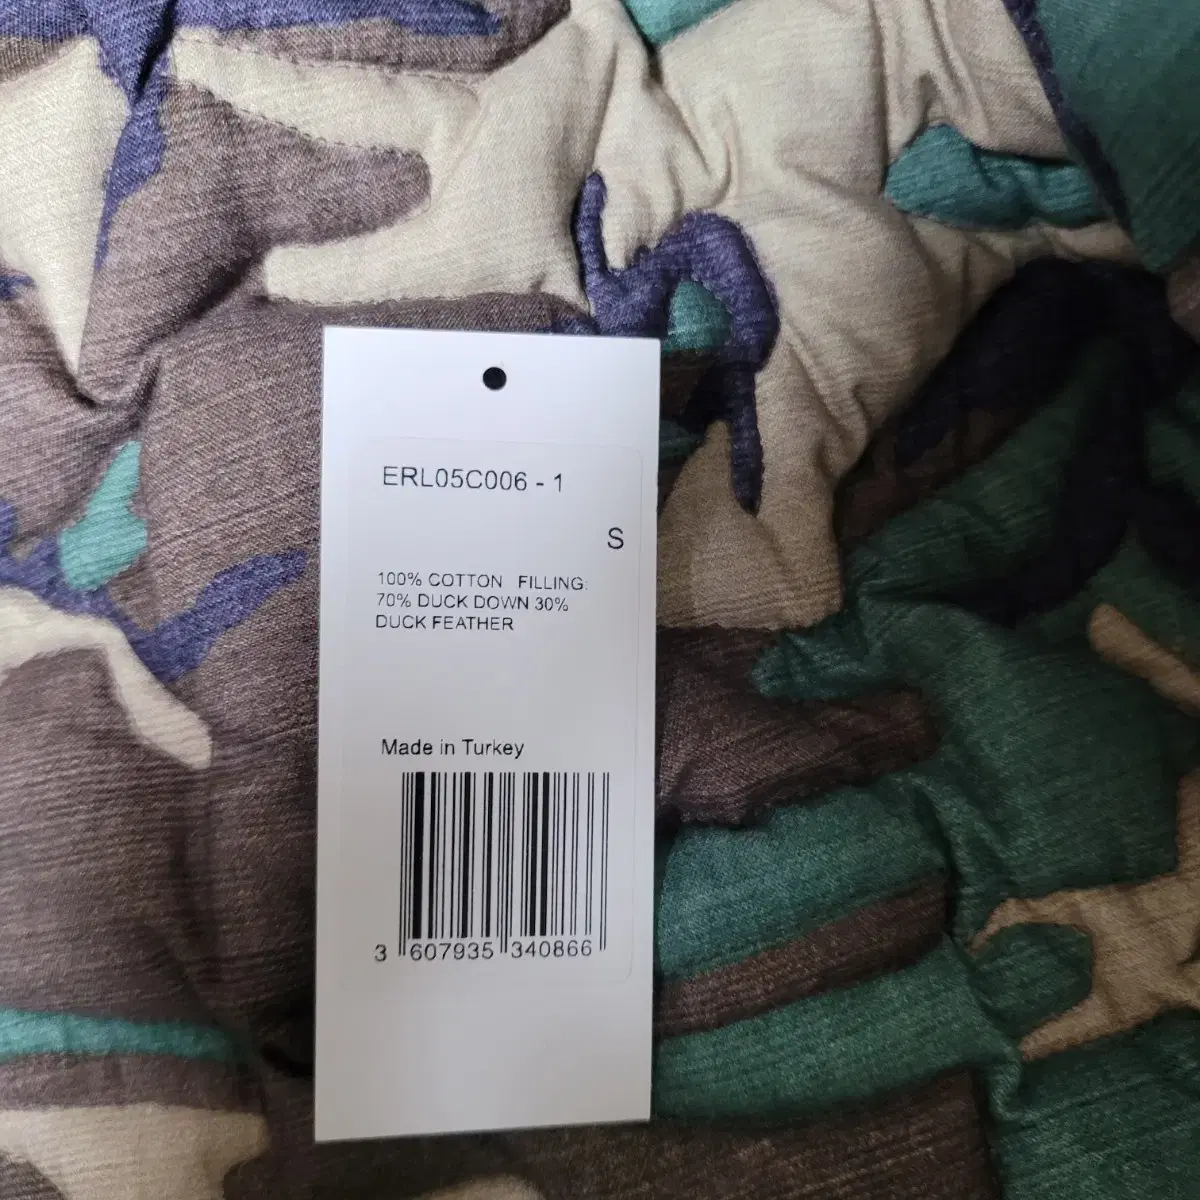 ERL05C006 - 1
S
100% COTTON FILLING:
70% DUCK DOWN 30%
DUCK FEATHER
Made in Turkey
3 607935 340866